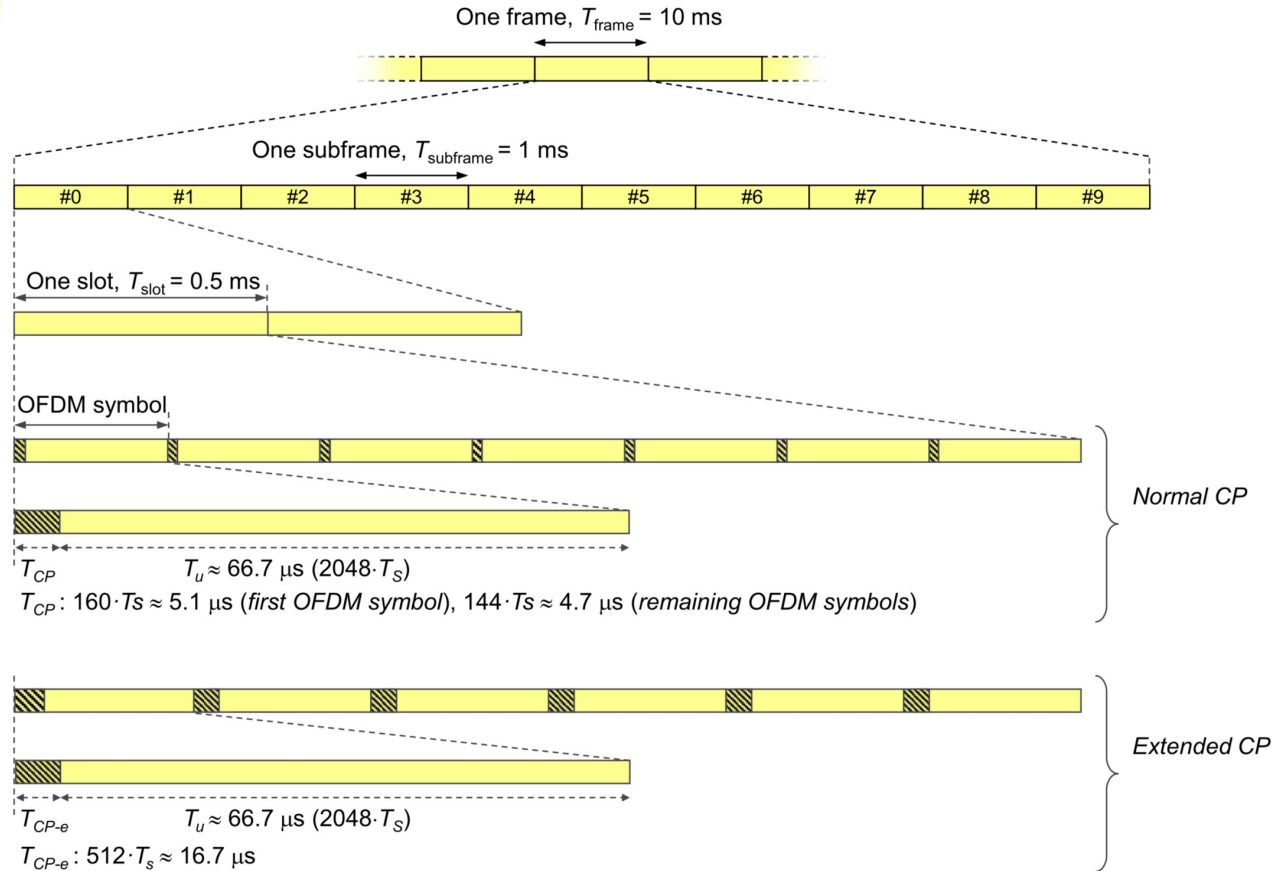 One frame, T_frame = 10 ms
One subframe, T_subframe = 1 ms
#0 #1 #2 #3 #4 #5 #6 #7 #8 #9
One slot, T_slot = 0.5 ms
OFDM symbol
Normal CP
T_CP T_u ≈ 66.7 μs (2048·T_S)
T_CP : 160·Ts ≈ 5.1 μs (first OFDM symbol), 144·Ts ≈ 4.7 μs (remaining OFDM symbols)
Extended CP
T_CP-e T_u ≈ 66.7 μs (2048·T_S)
T_CP-e : 512·T_s ≈ 16.7 μs